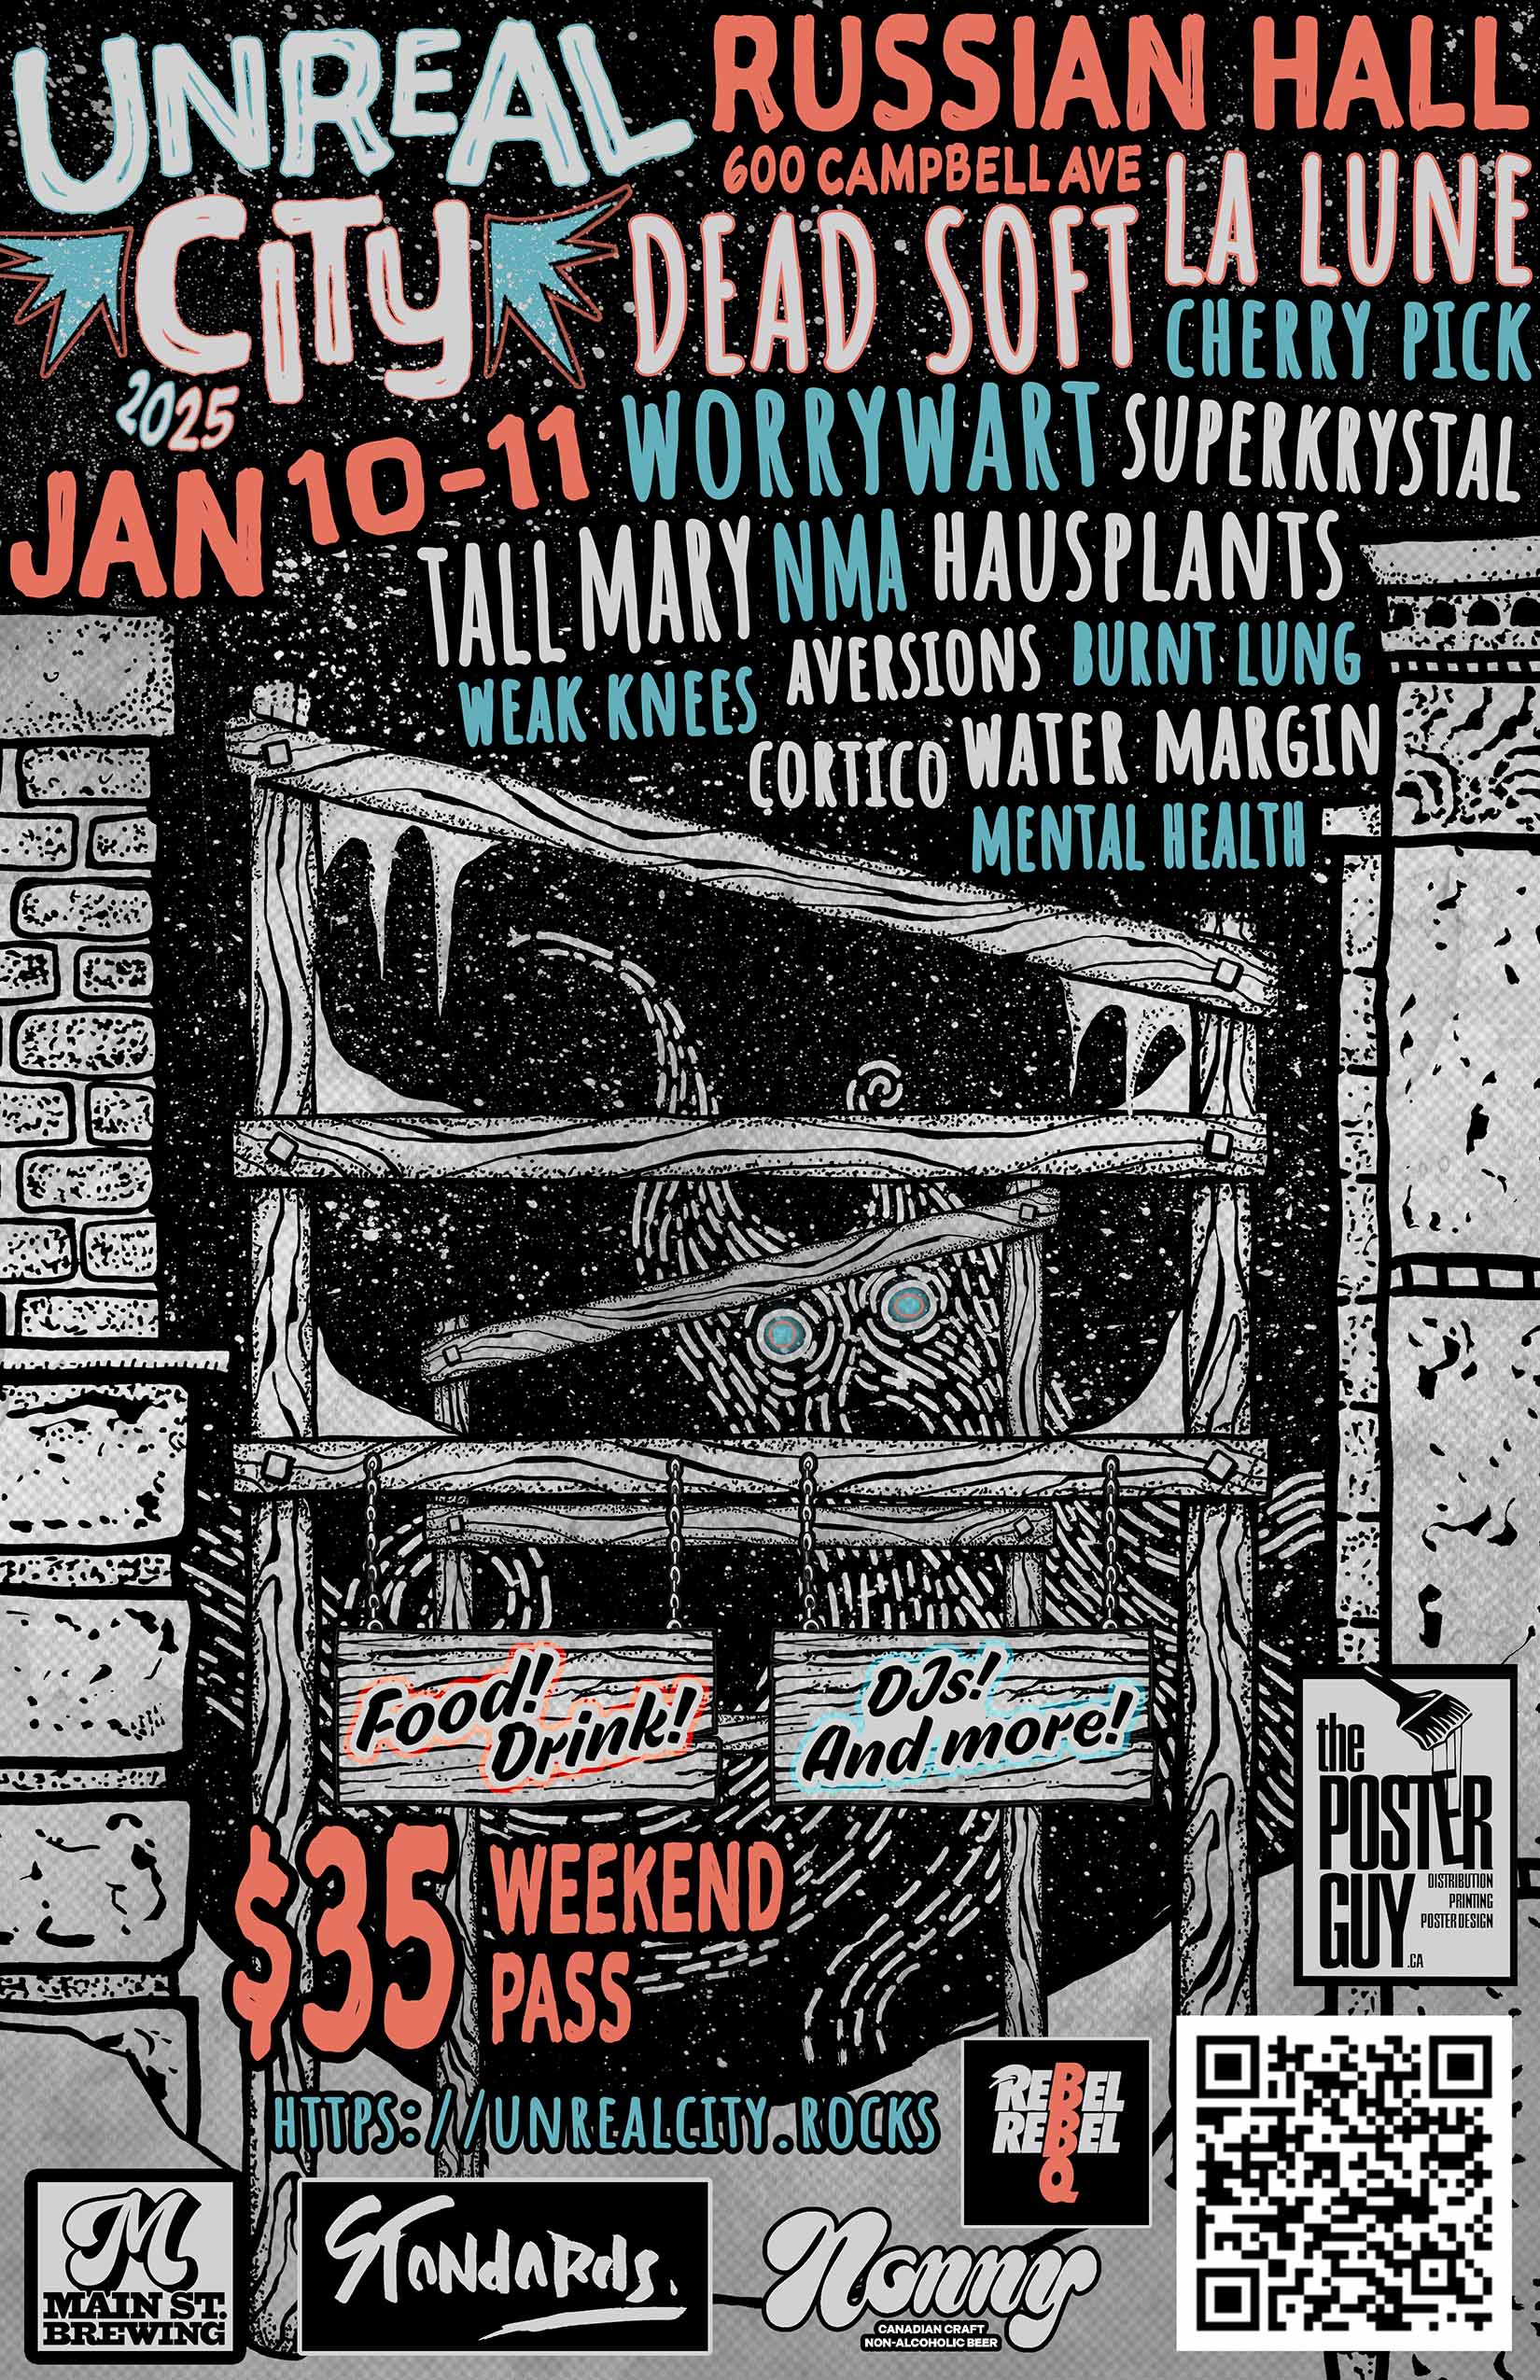 UNREAL
CITY
2025
JAN 10-11
RUSSIAN HALL
600 CAMPBELL AVE
DEAD SOFT
LA LUNE
CHERRY PICK
WORRYWART
SUPERKRYSTAL
TALL MARY
NMA
HAUSPLANTS
WEAK KNEES
AVERSIONS
BURNT LUNG
CORTICO
WATER MARGIN
MENTAL HEALTH
Food!
Drink!
DJs!
And more!
the
POSTER
GUY.CA
DISTRIBUTION
PRINTING
POSTER DESIGN
$35
WEEKEND
PASS
HTTPS://UNREALCITY.ROCKS
REBEL
REBEL
BBQ
MAIN ST.
BREWING
STANDARDS.
Nonny
CANADIAN CRAFT
NON-ALCOHOLIC BEER